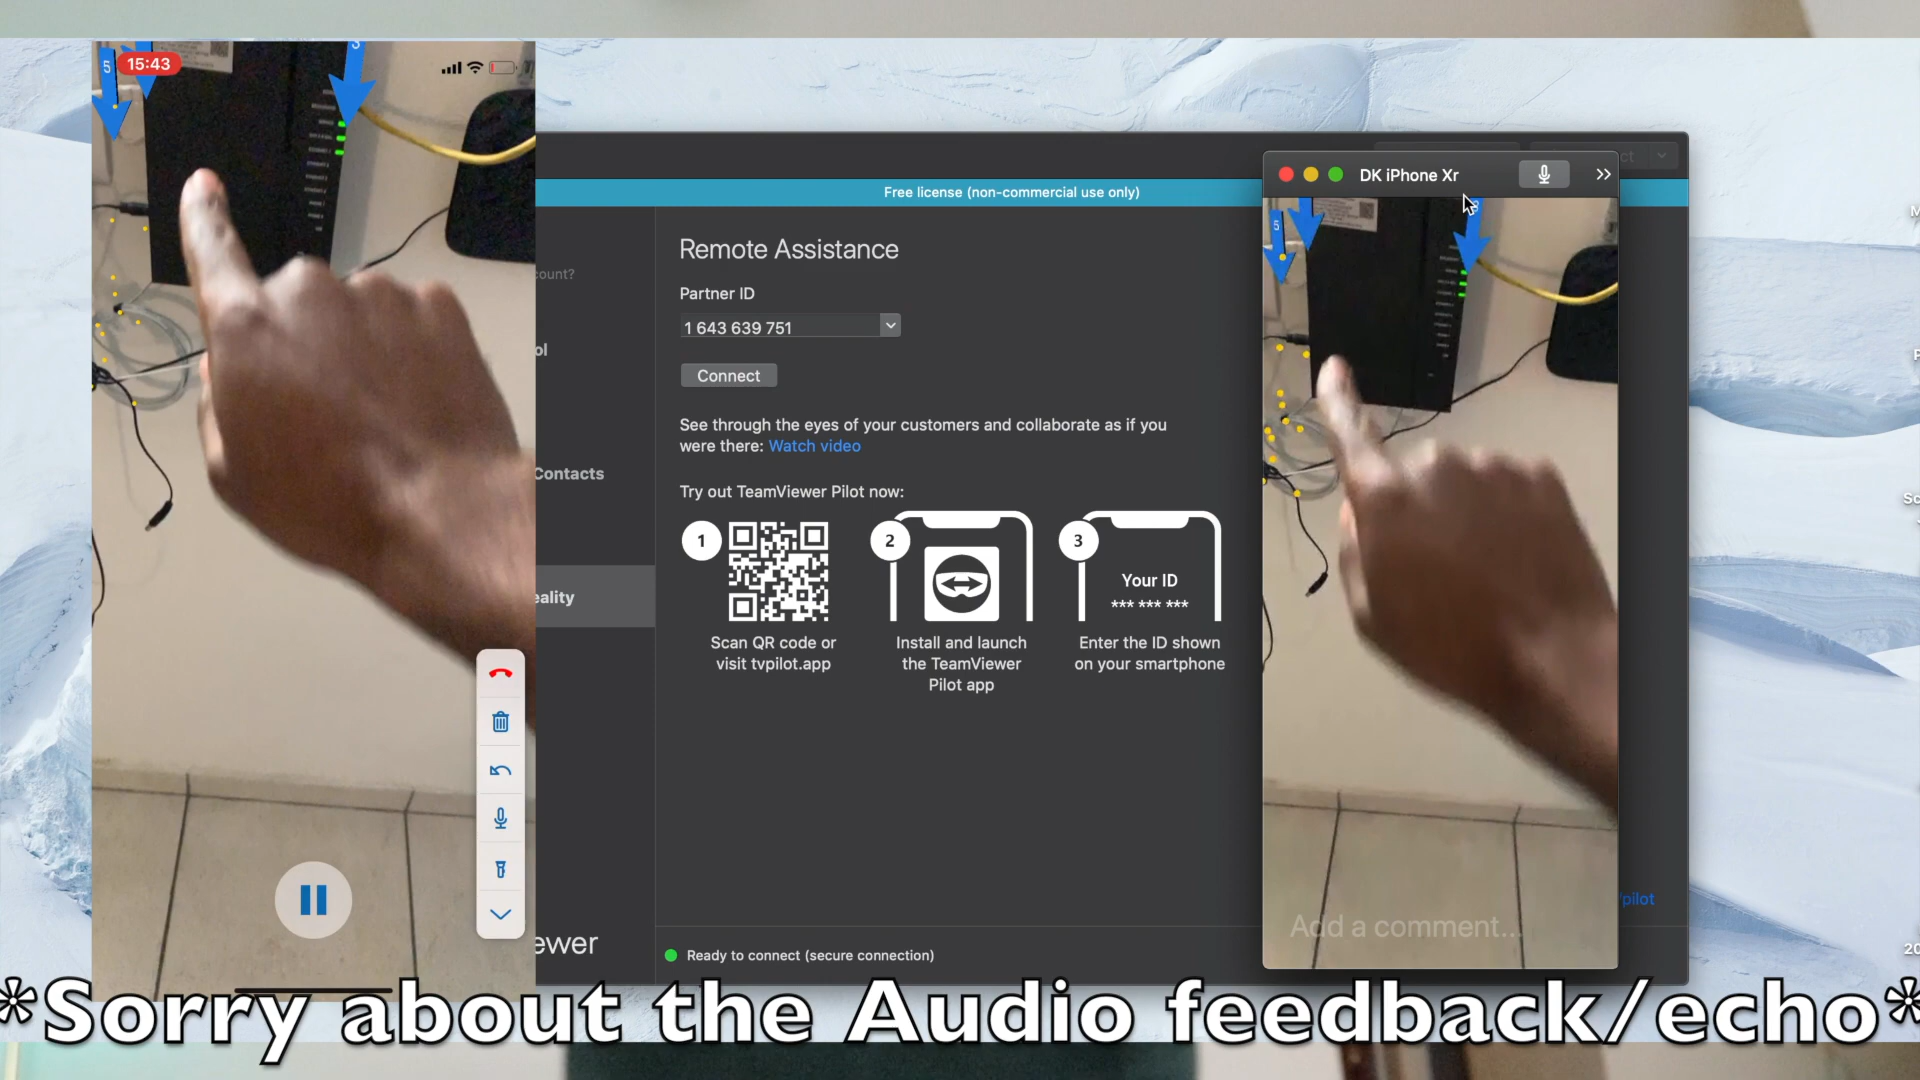 15:43
5
3
DK iPhone Xr
Free license (non-commercial use only)
5
3
Remote Assistance
count?
Partner ID
1 643 639 751
ol
Connect
See through the eyes of your customers and collaborate as if you
were there: Watch video
Contacts
Try out TeamViewer Pilot now:
1
2
3
Your ID
*** *** ***
eality
Scan QR code or
visit tvpilot.app
Install and launch
the TeamViewer
Pilot app
Enter the ID shown
on your smartphone
pilot
Add a comment...
ewer
Ready to connect (secure connection)
*Sorry about the Audio feedback/echo*